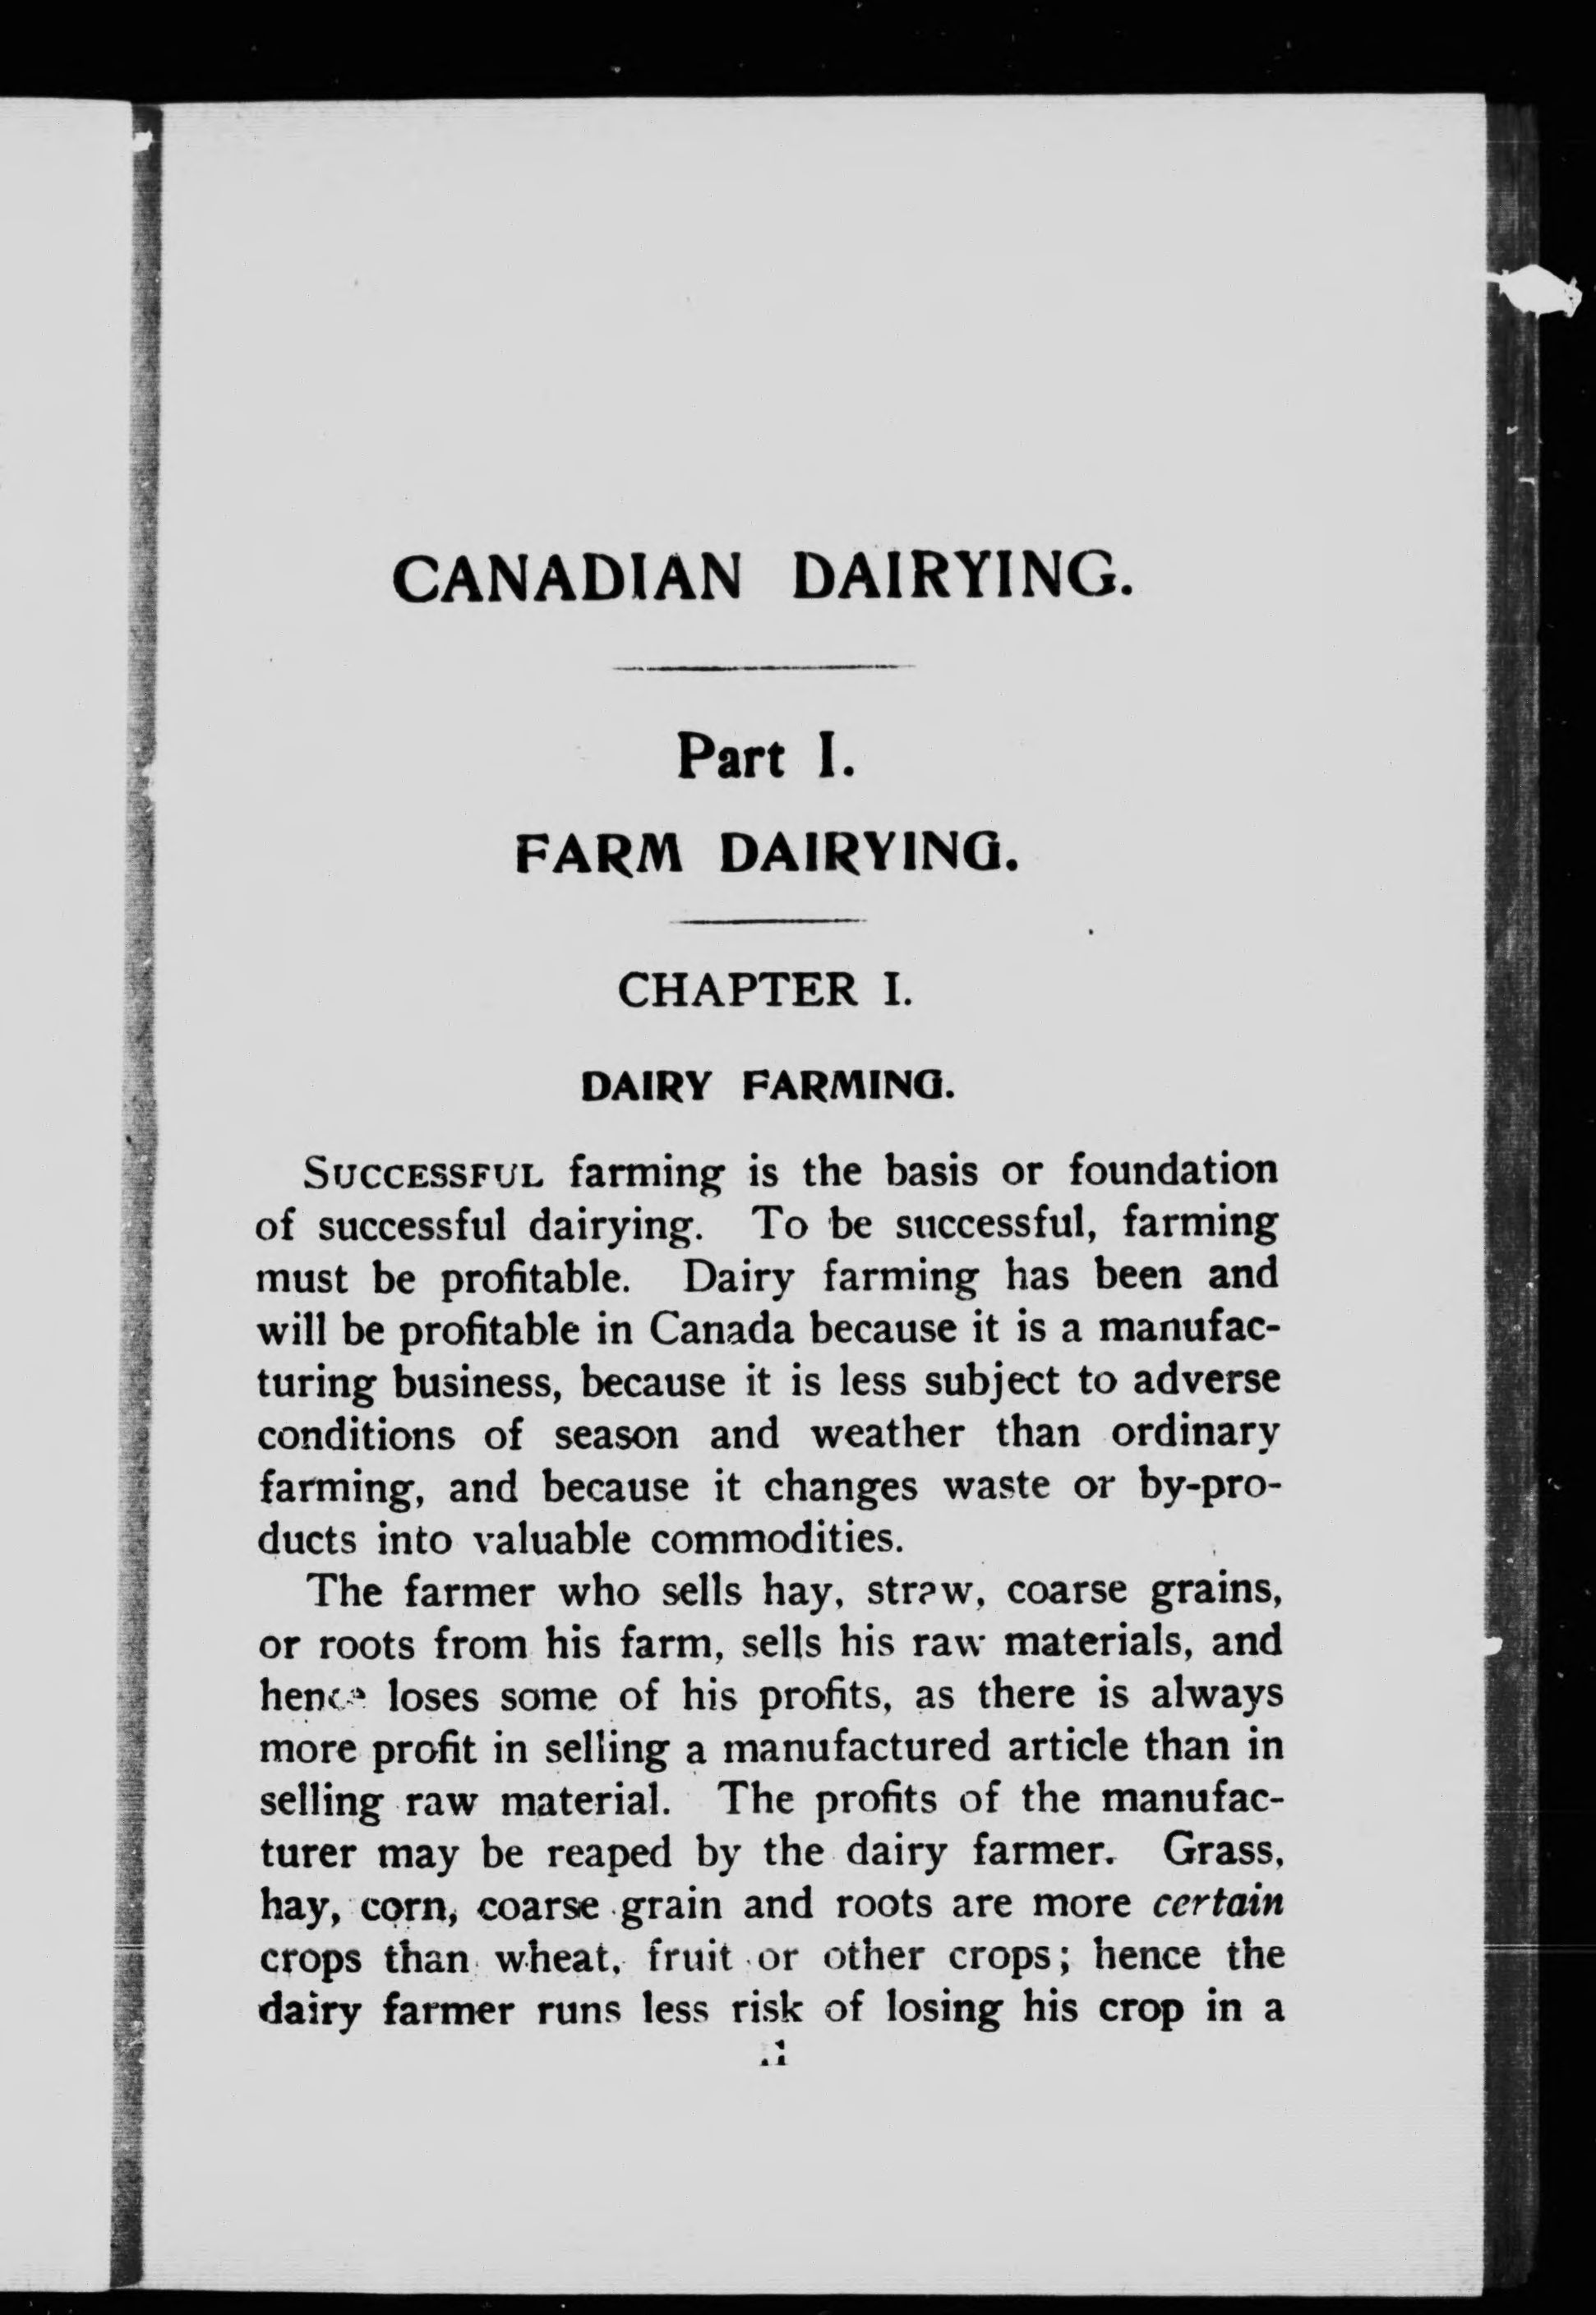 CANADIAN DAIRYING.
Part I.
FARM DAIRYING.
CHAPTER I.
DAIRY FARMING.
SUCCESSFUL farming is the basis or foundation
of successful dairying. To be successful, farming
must be profitable. Dairy farming has been and
will be profitable in Canada because it is a manufac-
turing business, because it is less subject to adverse
conditions of season and weather than ordinary
farming, and because it changes waste or by-pro-
ducts into valuable commodities.
The farmer who sells hay, straw, coarse grains,
or roots from his farm, sells his raw materials, and
hence loses some of his profits, as there is always
more profit in selling a manufactured article than in
selling raw material. The profits of the manufac-
turer may be reaped by the dairy farmer. Grass,
hay, corn, coarse grain and roots are more certain
crops than wheat, fruit or other crops; hence the
dairy farmer runs less risk of losing his crop in a